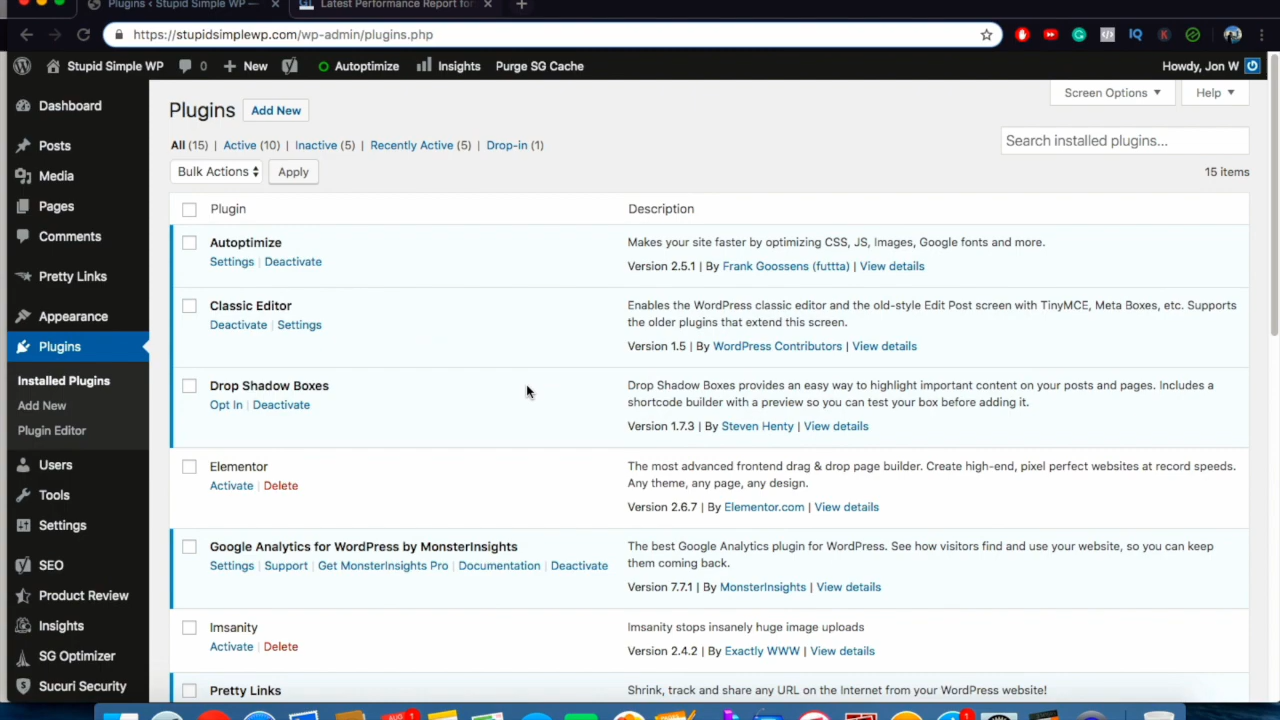 Plugins < Stupid Simple WP —
Latest Performance Report for
https://stupidsimplewp.com/wp-admin/plugins.php
IQ
K
Stupid Simple WP
0
New
Autoptimize
Insights
Purge SG Cache
Howdy, Jon W
Dashboard
Posts
Media
Pages
Comments
Pretty Links
Appearance
Plugins
Installed Plugins
Add New
Plugin Editor
Users
Tools
Settings
SEO
Product Review
Insights
SG Optimizer
Sucuri Security
Screen Options
Help
Plugins
Add New
All (15) | Active (10) | Inactive (5) | Recently Active (5) | Drop-in (1)
Search installed plugins...
Bulk Actions
Apply
15 items
Plugin
Description
Autoptimize
Settings | Deactivate
Makes your site faster by optimizing CSS, JS, Images, Google fonts and more.
Version 2.5.1 | By Frank Goossens (futtta) | View details
Classic Editor
Deactivate | Settings
Enables the WordPress classic editor and the old-style Edit Post screen with TinyMCE, Meta Boxes, etc. Supports
the older plugins that extend this screen.
Version 1.5 | By WordPress Contributors | View details
Drop Shadow Boxes
Opt In | Deactivate
Drop Shadow Boxes provides an easy way to highlight important content on your posts and pages. Includes a
shortcode builder with a preview so you can test your box before adding it.
Version 1.7.3 | By Steven Henty | View details
Elementor
Activate | Delete
The most advanced frontend drag & drop page builder. Create high-end, pixel perfect websites at record speeds.
Any theme, any page, any design.
Version 2.6.7 | By Elementor.com | View details
Google Analytics for WordPress by MonsterInsights
Settings | Support | Get MonsterInsights Pro | Documentation | Deactivate
The best Google Analytics plugin for WordPress. See how visitors find and use your website, so you can keep
them coming back.
Version 7.7.1 | By MonsterInsights | View details
Imsanity
Activate | Delete
Imsanity stops insanely huge image uploads
Version 2.4.2 | By Exactly WWW | View details
Pretty Links
Shrink, track and share any URL on the Internet from your WordPress website!
AUG
1
1